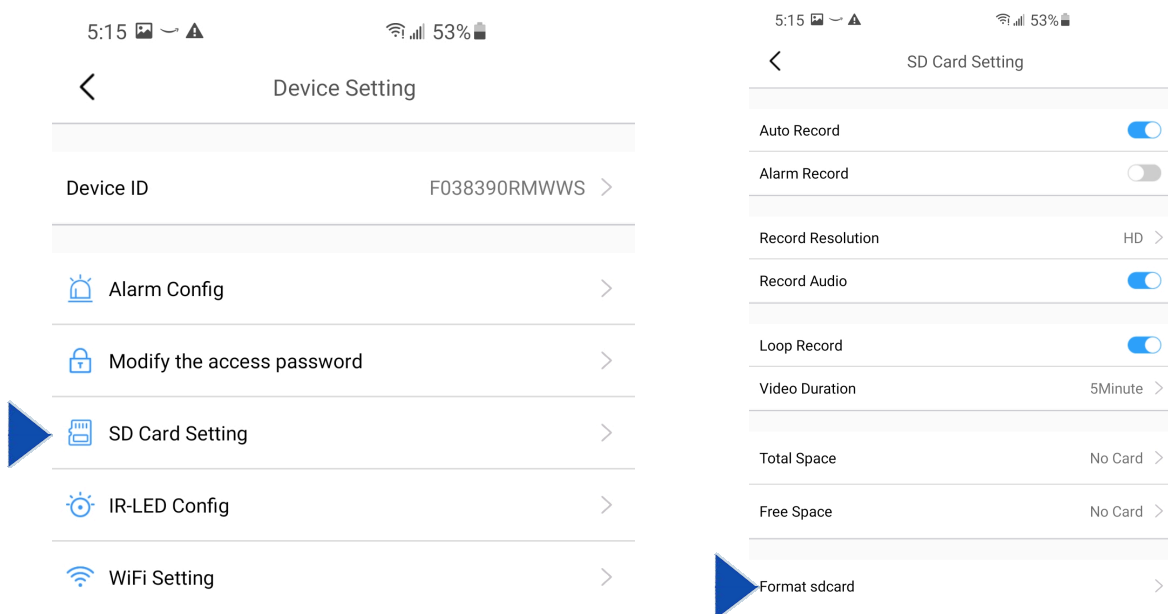 5:15 53%
Device Setting
Device ID F038390RMWWS
Alarm Config
Modify the access password
SD Card Setting
IR-LED Config
WiFi Setting
5:15 53%
SD Card Setting
Auto Record
Alarm Record
Record Resolution HD
Record Audio
Loop Record
Video Duration 5Minute
Total Space No Card
Free Space No Card
Format sdcard